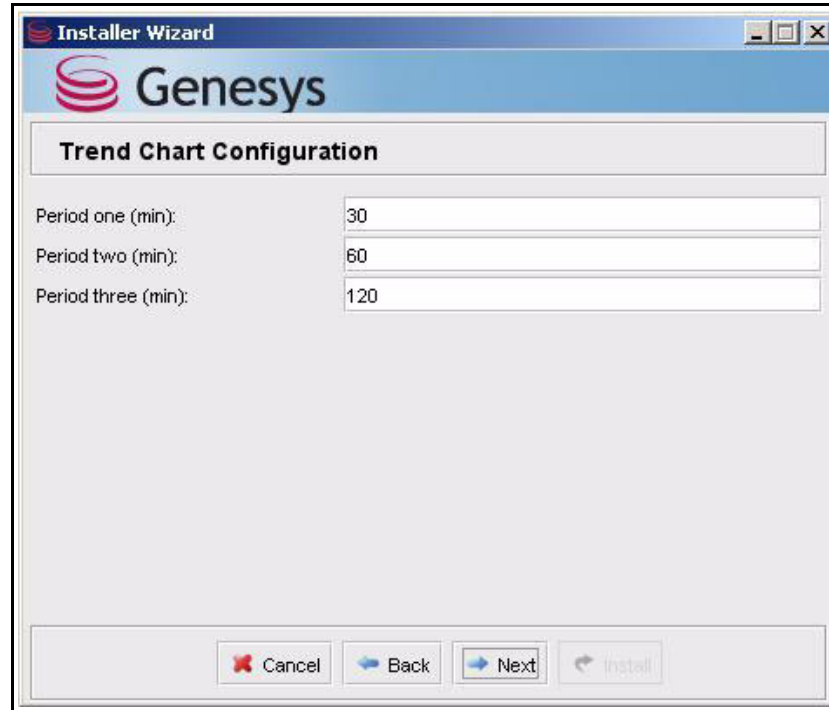 Installer Wizard
Genesys
Trend Chart Configuration
Period one (min): 30
Period two (min): 60
Period three (min): 120
Cancel Back Next Install